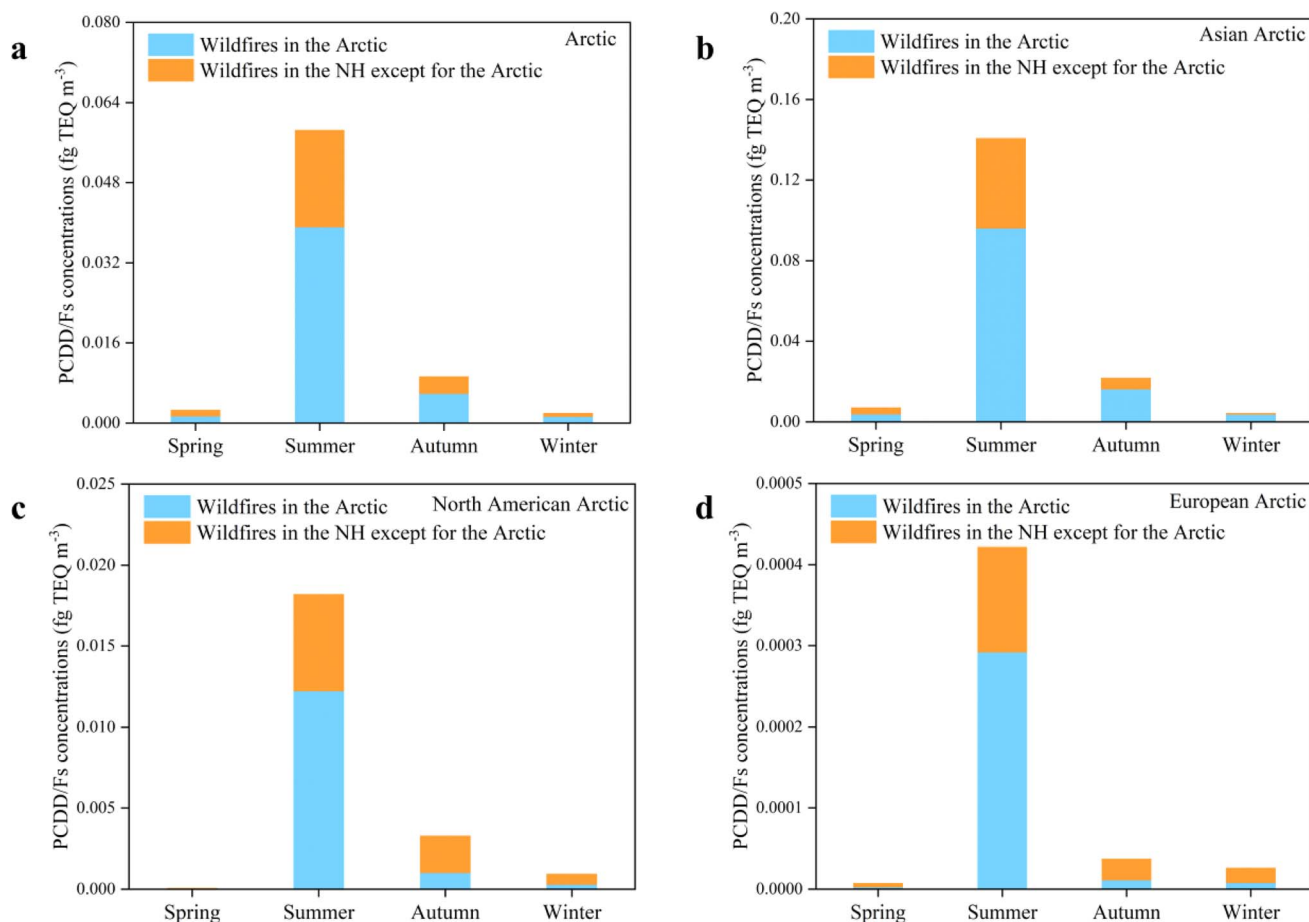 a
PCDD/Fs concentrations (fg TEQ m⁻³)
0.080
0.064
0.048
0.032
0.016
0.000
Wildfires in the Arctic
Wildfires in the NH except for the Arctic
Arctic
Spring Summer Autumn Winter
b
PCDD/Fs concentrations (fg TEQ m⁻³)
0.20
0.16
0.12
0.08
0.04
0.00
Wildfires in the Arctic
Wildfires in the NH except for the Arctic
Asian Arctic
Spring Summer Autumn Winter
c
PCDD/Fs concentrations (fg TEQ m⁻³)
0.025
0.020
0.015
0.010
0.005
0.000
Wildfires in the Arctic
Wildfires in the NH except for the Arctic
North American Arctic
Spring Summer Autumn Winter
d
PCDD/Fs concentrations (fg TEQ m⁻³)
0.0005
0.0004
0.0003
0.0002
0.0001
0.0000
Wildfires in the Arctic
Wildfires in the NH except for the Arctic
European Arctic
Spring Summer Autumn Winter